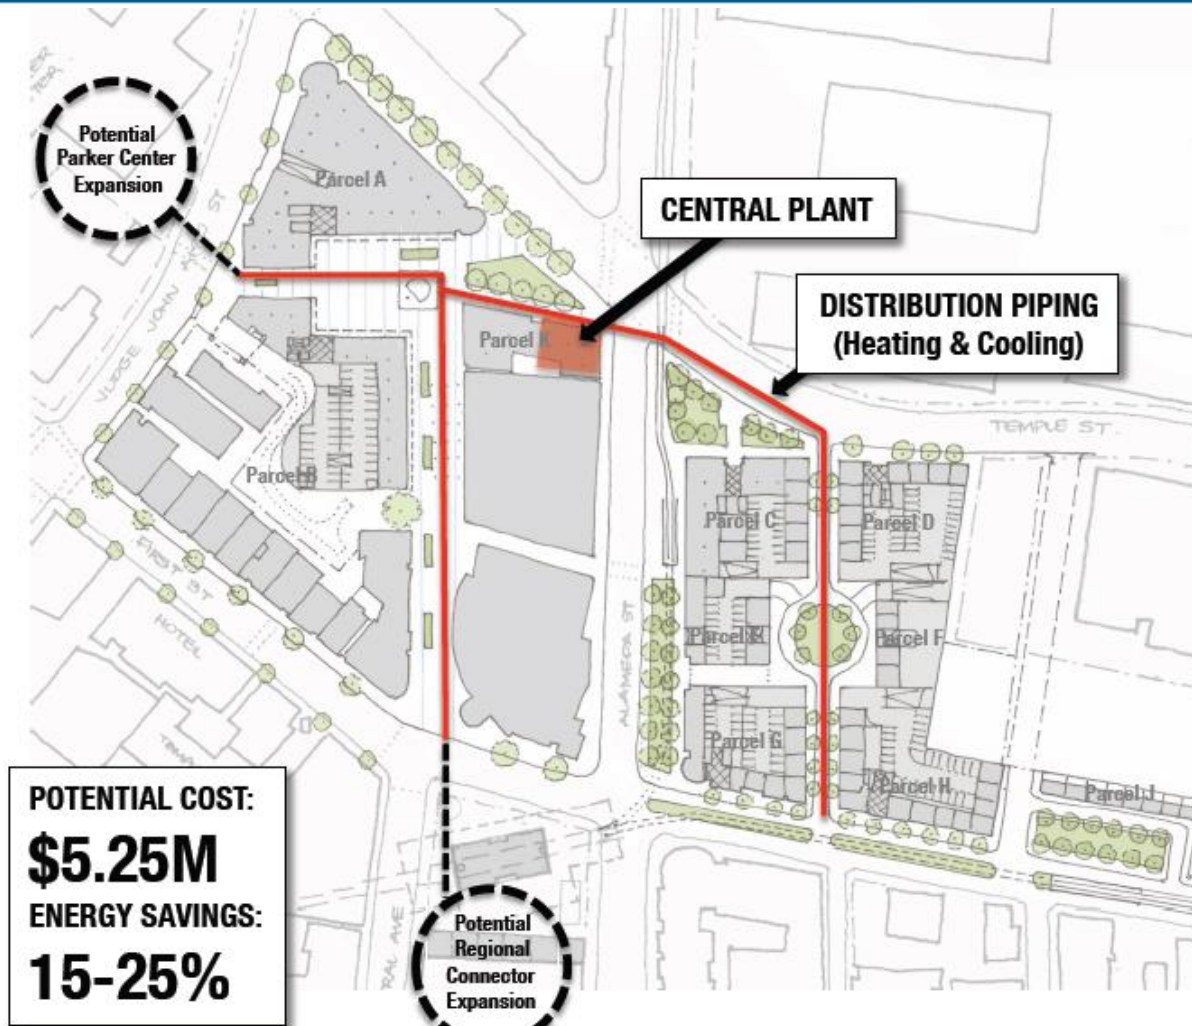 Potential
Parker Center
Expansion
Parcel A
CENTRAL PLANT
DISTRIBUTION PIPING
(Heating & Cooling)
JUDGE JOHN ST
Parcel K
TEMPLE ST.
Parcel B
Parcel C
Parcel D
FIRST ST
HOTEL
Parcel F
ALAMEDA ST
Parcel G
Parcel H
Parcel J
POTENTIAL COST:
$5.25M
ENERGY SAVINGS:
15-25%
RAL AVE
Potential
Regional
Connector
Expansion